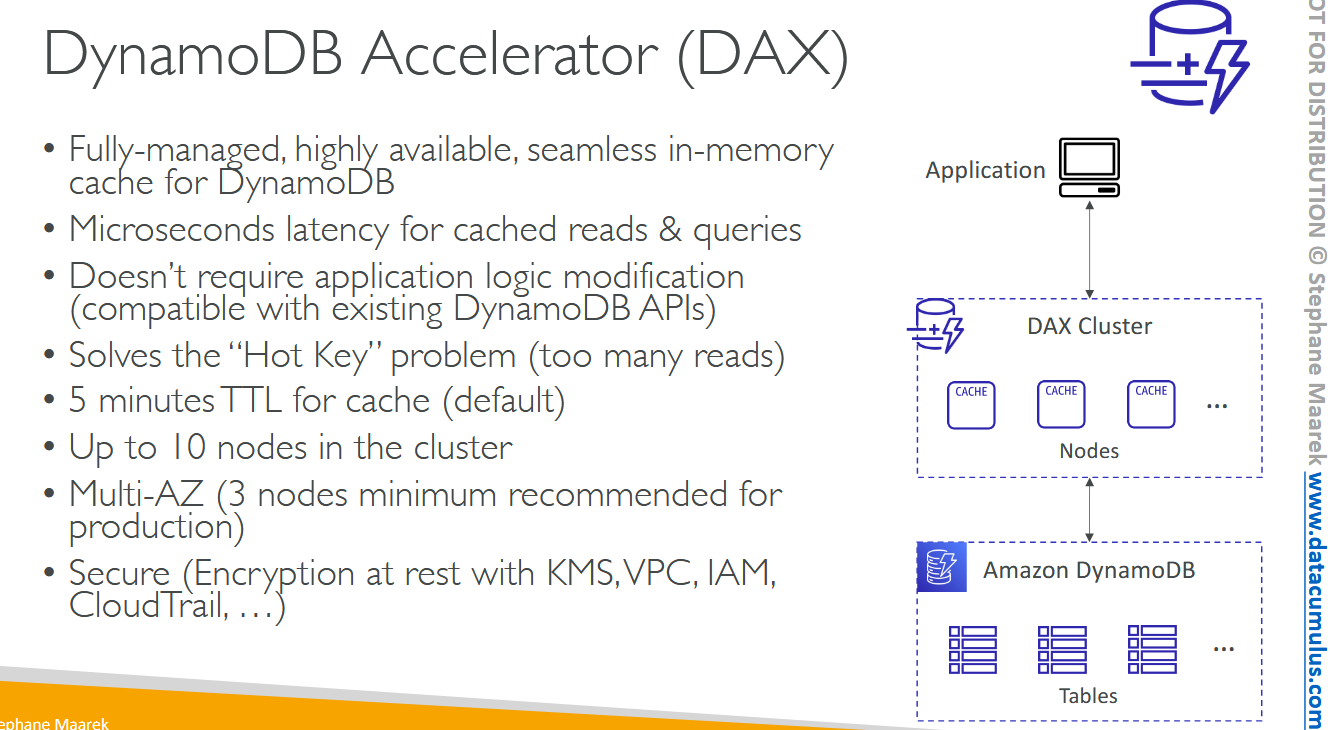 DynamoDB Accelerator (DAX)
• Fully-managed, highly available, seamless in-memory
cache for DynamoDB
• Microseconds latency for cached reads & queries
• Doesn't require application logic modification
(compatible with existing DynamoDB APIs)
• Solves the “Hot Key” problem (too many reads)
• 5 minutes TTL for cache (default)
• Up to 10 nodes in the cluster
• Multi-AZ (3 nodes minimum recommended for
production)
• Secure (Encryption at rest with KMS, VPC, IAM,
CloudTrail, …)
Application
DAX Cluster
CACHE
CACHE
CACHE
...
Nodes
Amazon DynamoDB
...
Tables
OT FOR DISTRIBUTION © Stephane Maarek www.datacumulus.com
ephane Maarek